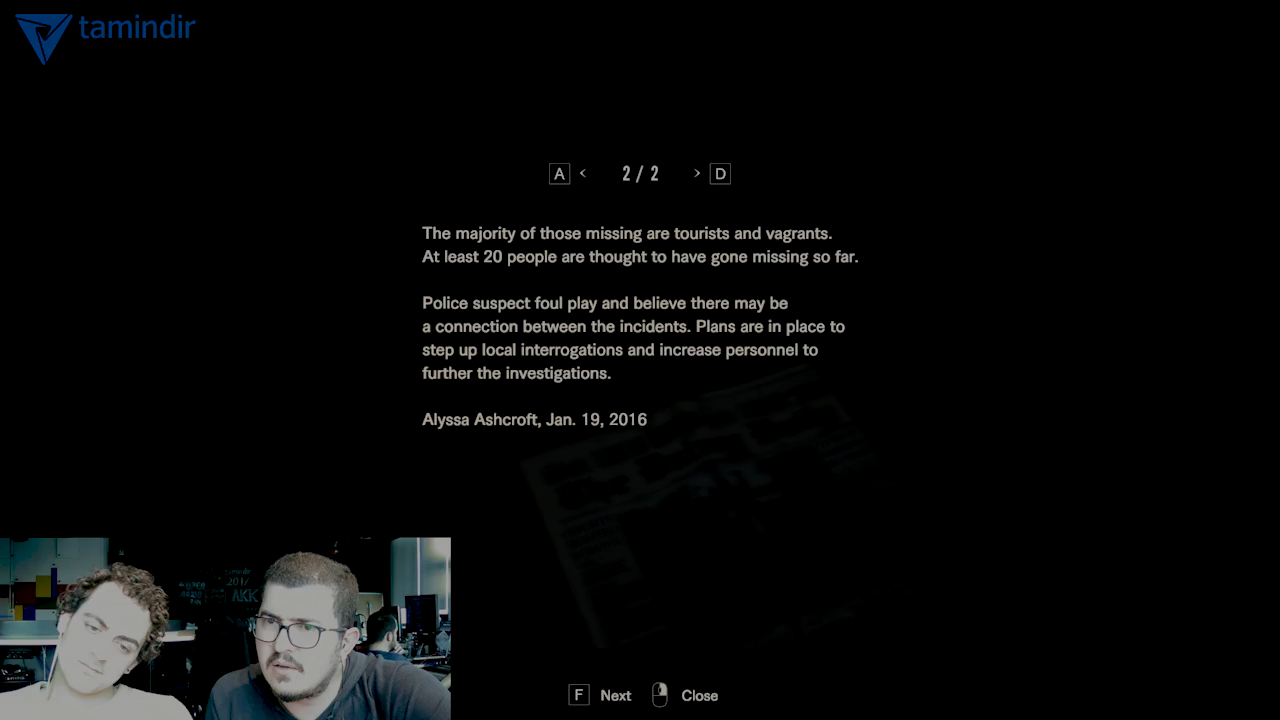 tamindir
A < 2 / 2 > D
The majority of those missing are tourists and vagrants.
At least 20 people are thought to have gone missing so far.
Police suspect foul play and believe there may be
a connection between the incidents. Plans are in place to
step up local interrogations and increase personnel to
further the investigations.
Alyssa Ashcroft, Jan. 19, 2016
F Next Close